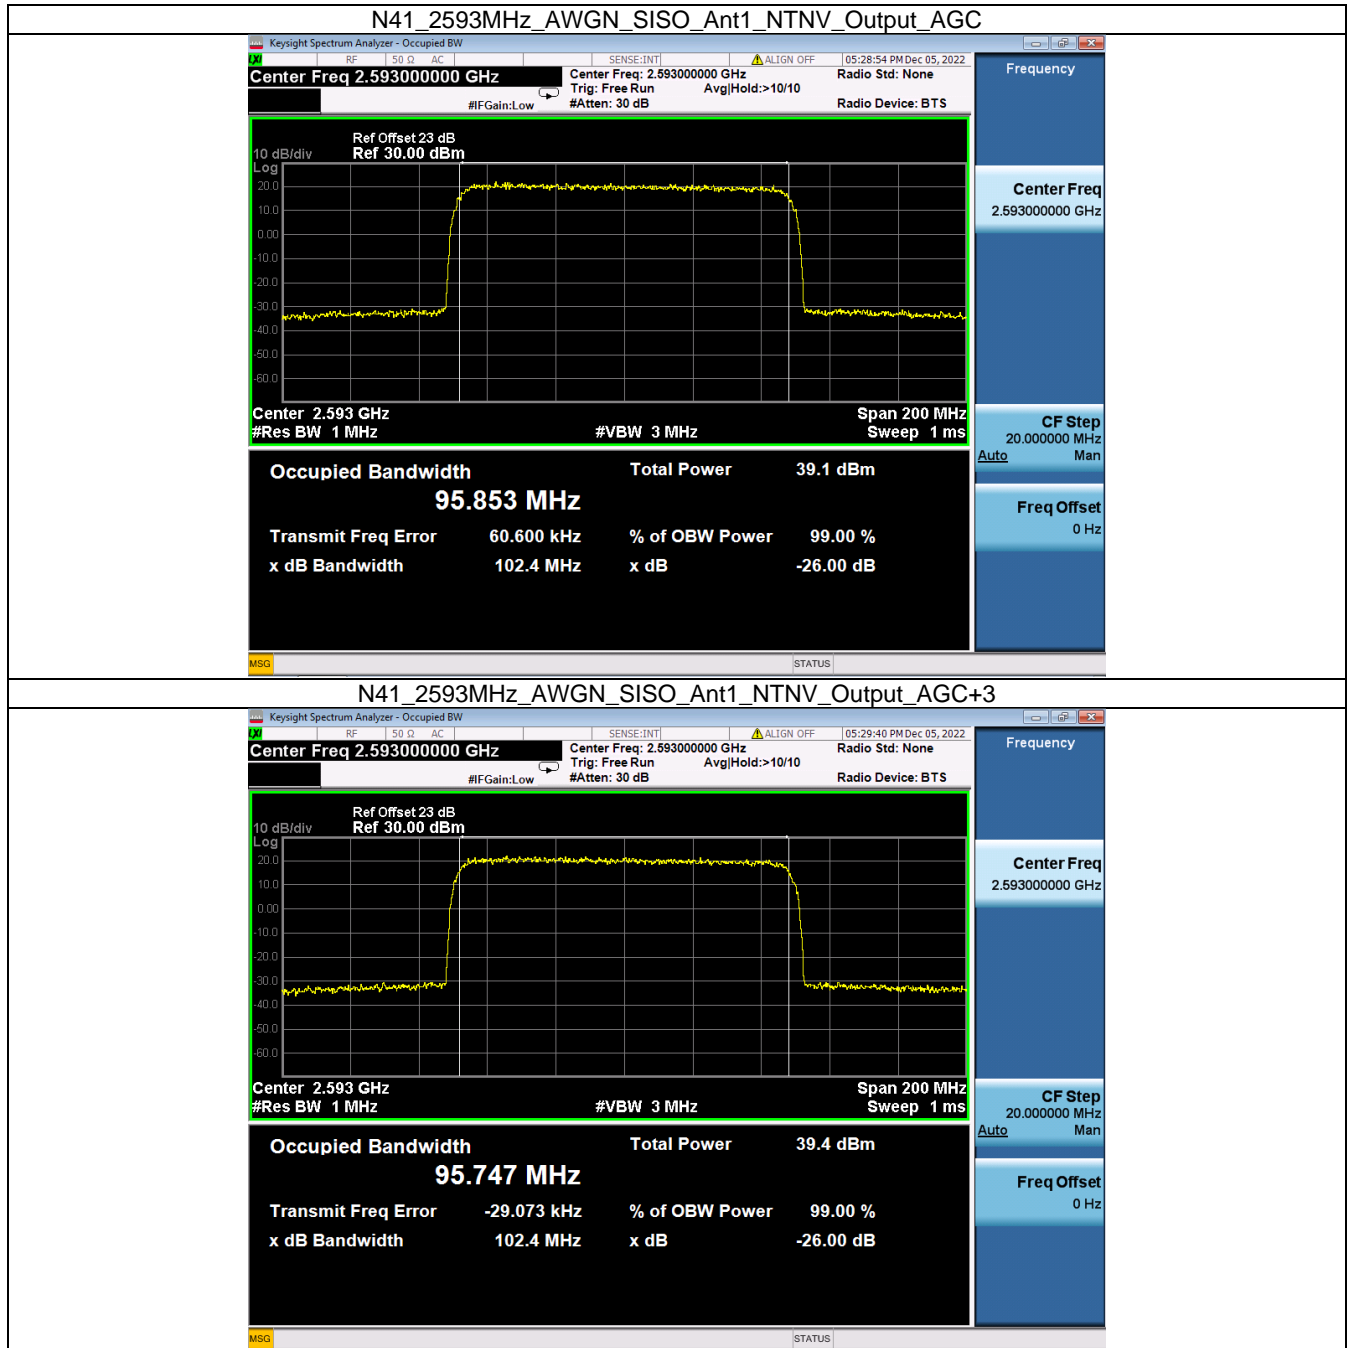 N41_2593MHz_AWGN_SISO_Ant1_NTNV_Output_AGC
Keysight Spectrum Analyzer - Occupied BW
LXI RF 50 Ω AC SENSE:INT ALIGN OFF 05:28:54 PM Dec 05, 2022
Center Freq 2.593000000 GHz
Center Freq: 2.593000000 GHz
Radio Std: None
Trig: Free Run Avg|Hold:>10/10
#IFGain:Low
#Atten: 30 dB
Radio Device: BTS
Ref Offset 23 dB
10 dB/div Ref 30.00 dBm
Log
20.0
10.0
0.00
-10.0
-20.0
-30.0
-40.0
-50.0
-60.0
Center 2.593 GHz Span 200 MHz
#Res BW 1 MHz #VBW 3 MHz Sweep 1 ms
Occupied Bandwidth Total Power 39.1 dBm
95.853 MHz
Transmit Freq Error 60.600 kHz % of OBW Power 99.00 %
x dB Bandwidth 102.4 MHz x dB -26.00 dB
MSG STATUS
Frequency
Center Freq
2.593000000 GHz
CF Step
20.000000 MHz
Auto Man
Freq Offset
0 Hz
N41_2593MHz_AWGN_SISO_Ant1_NTNV_Output_AGC+3
Keysight Spectrum Analyzer - Occupied BW
LXI RF 50 Ω AC SENSE:INT ALIGN OFF 05:29:40 PM Dec 05, 2022
Center Freq 2.593000000 GHz
Center Freq: 2.593000000 GHz
Radio Std: None
Trig: Free Run Avg|Hold:>10/10
#IFGain:Low
#Atten: 30 dB
Radio Device: BTS
Ref Offset 23 dB
10 dB/div Ref 30.00 dBm
Log
20.0
10.0
0.00
-10.0
-20.0
-30.0
-40.0
-50.0
-60.0
Center 2.593 GHz Span 200 MHz
#Res BW 1 MHz #VBW 3 MHz Sweep 1 ms
Occupied Bandwidth Total Power 39.4 dBm
95.747 MHz
Transmit Freq Error -29.073 kHz % of OBW Power 99.00 %
x dB Bandwidth 102.4 MHz x dB -26.00 dB
MSG STATUS
Frequency
Center Freq
2.593000000 GHz
CF Step
20.000000 MHz
Auto Man
Freq Offset
0 Hz